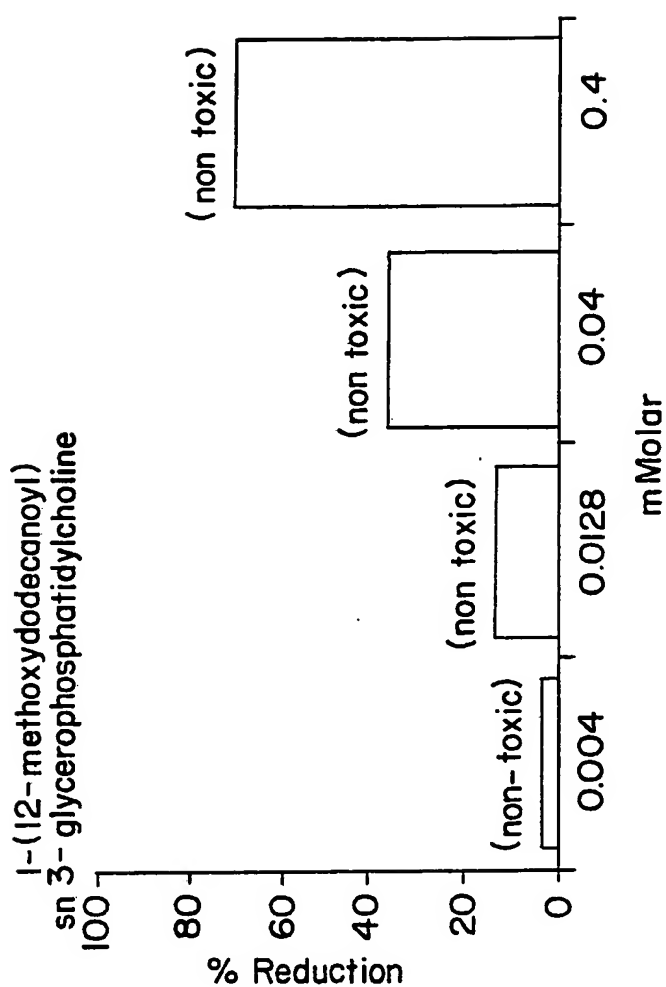 1-(12-methoxydodecanoyl)
sn 3-glycerophosphatidylcholine
100
80
60
40
20
0
% Reduction
(non-toxic)
(non toxic)
(non toxic)
(non toxic)
0.004
0.0128
0.04
0.4
mMolar